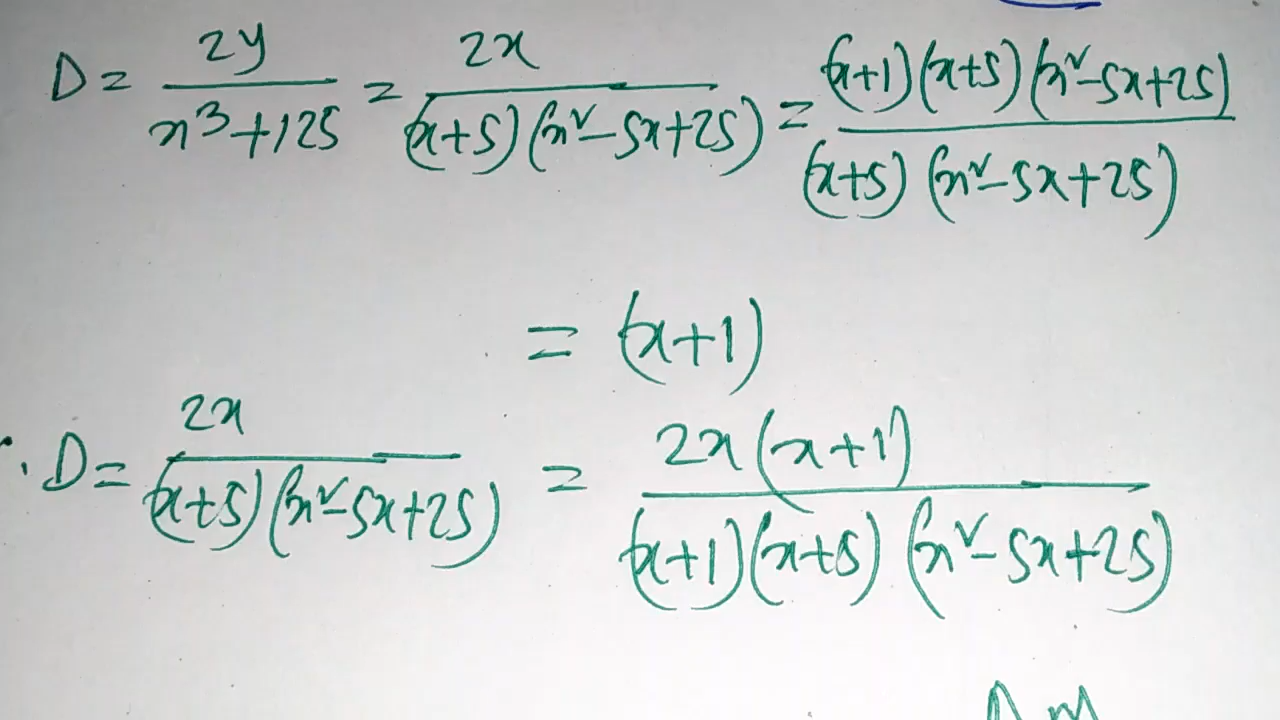 D = 2y / x³+125 = 2x / (x+5)(x²-5x+25) = (x+1)(x+5)(x²-5x+25) / (x+5)(x²-5x+25)
= (x+1)
∴ D = 2x / (x+5)(x²-5x+25) = 2x(x+1) / (x+1)(x+5)(x²-5x+25)